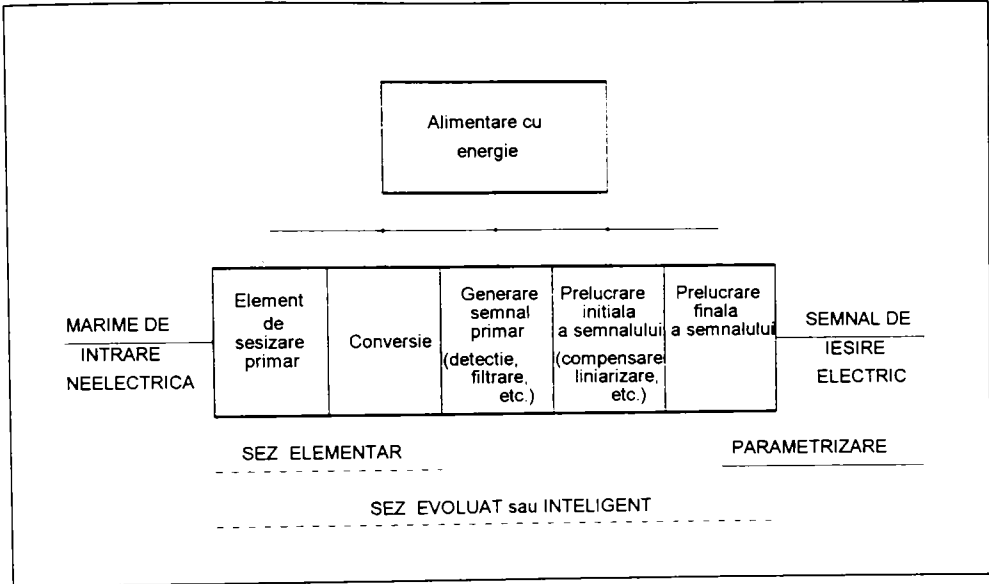 Alimentare cu
energie
MARIME DE
INTRARE
NEELECTRICA
Element
de
sesizare
primar
Conversie
Generare
semnal
primar
(detectie,
filtrare,
etc.)
Prelucrare
initiala
a semnalului
(compensare
liniarizare,
etc.)
Prelucrare
finala
a semnalului
SEMNAL DE
IESIRE
ELECTRIC
SEZ ELEMENTAR
PARAMETRIZARE
SEZ EVOLUAT sau INTELIGENT